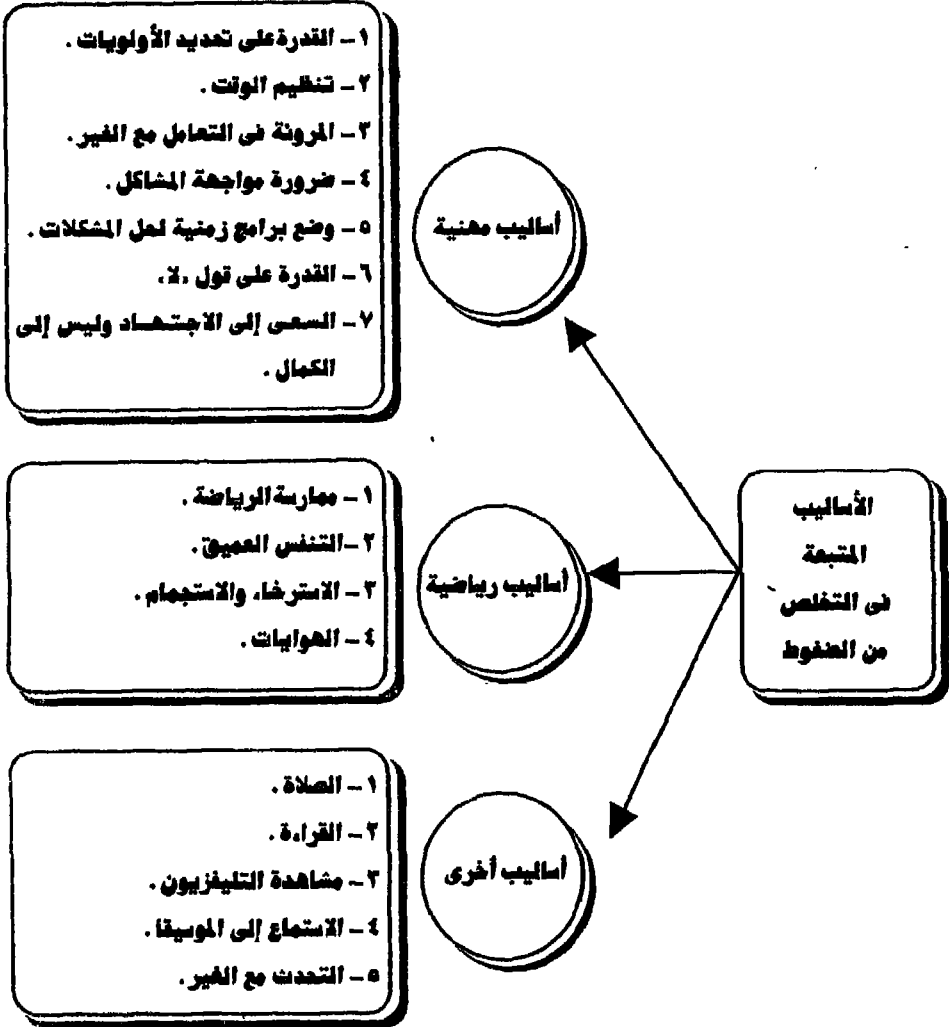 الأساليب
المتبعة
فى التخلص
من الضغوط
أساليب مهنية
١ – القدرة على تحديد الأولويات .
٢ – تنظيم الوقت .
٣ – المرونة فى التعامل مع الغير .
٤ – ضرورة مواجهة المشاكل .
٥ – وضع برامج زمنية لحل المشكلات .
٦ – القدرة على قول «لا»
٧ – السعى إلى الاجتهاد وليس إلى
الكمال .
أساليب رياضية
١ – ممارسة الرياضة .
٢ – التنفس العميق .
٣ – الاسترخاء والاستجمام .
٤ – الهوايات .
أساليب أخرى
١ – الصلاة .
٢ – القراءة .
٣ – مشاهدة التليفزيون .
٤ – الاستماع إلى الموسيقا .
٥ – التحدث مع الغير .